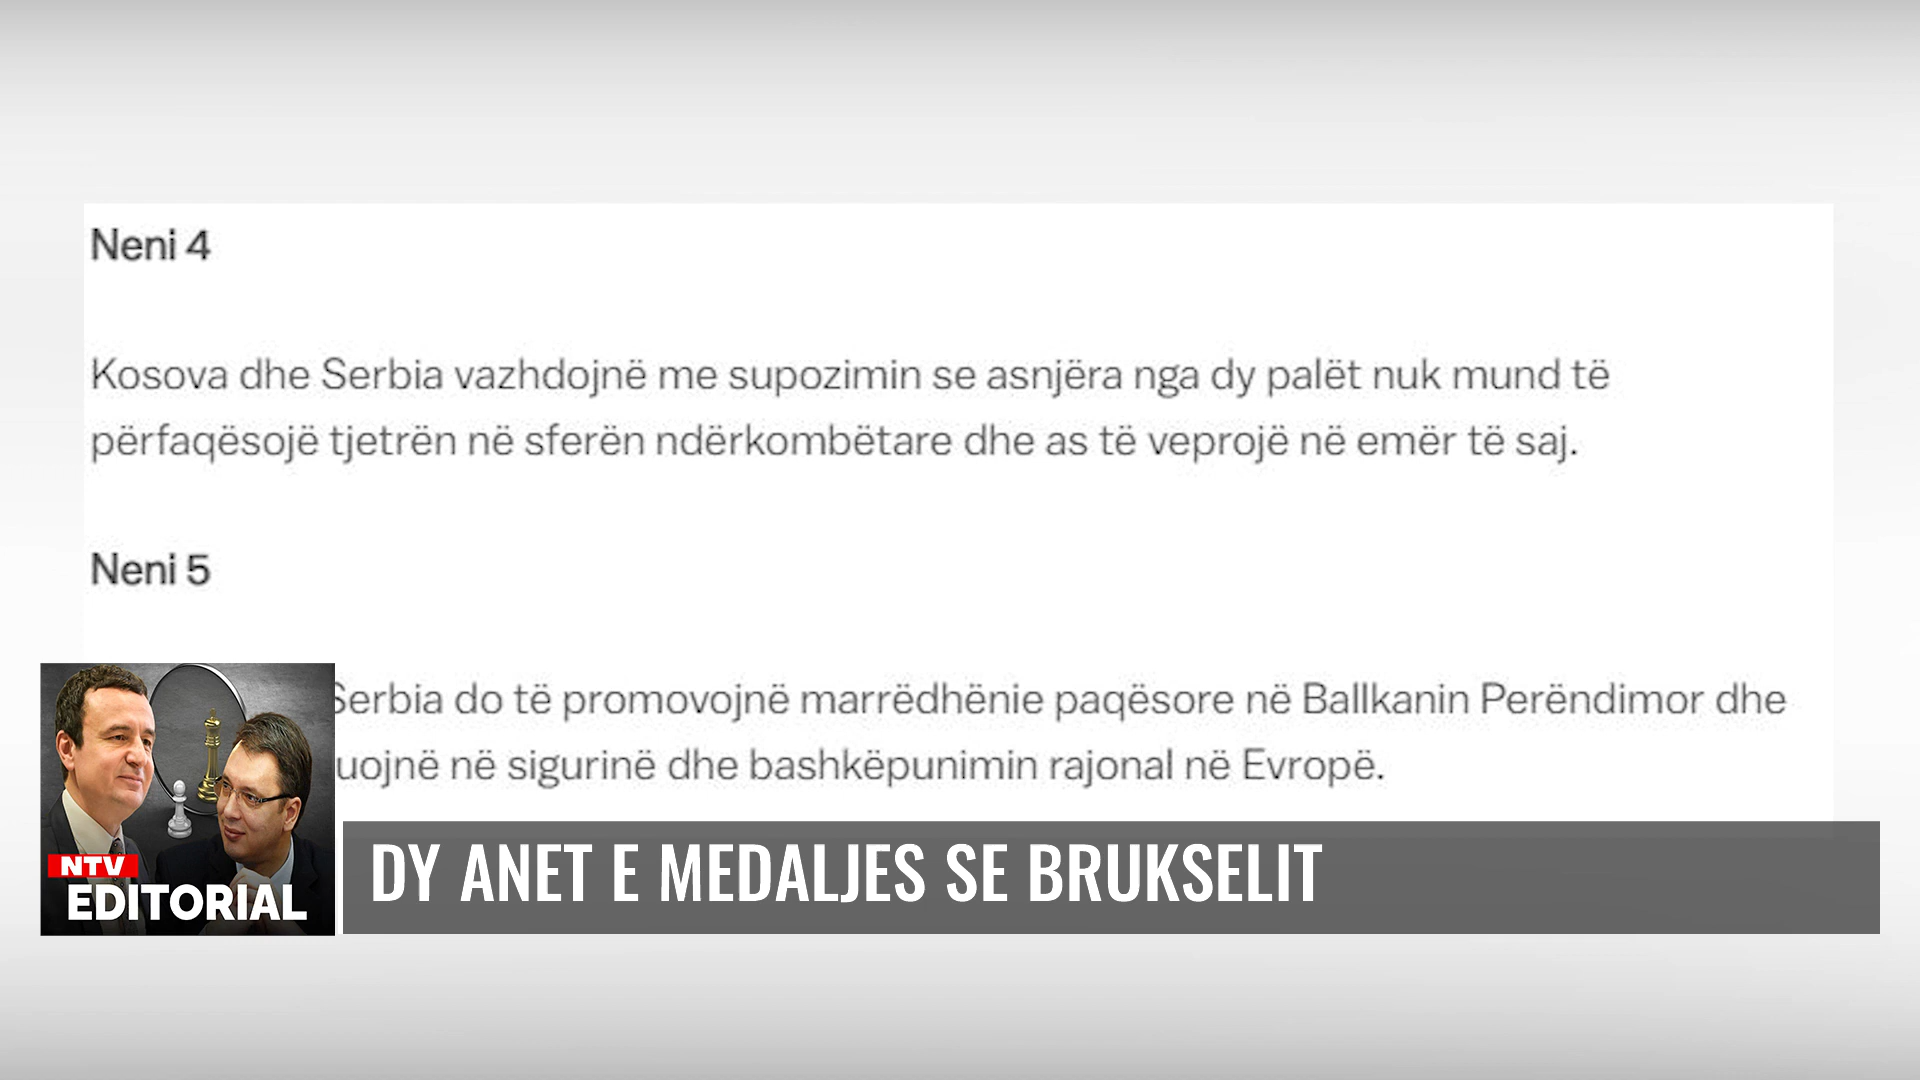 Neni 4
Kosova dhe Serbia vazhdojnë me supozimin se asnjëra nga dy palët nuk mund të
përfaqësojë tjetrën në sferën ndërkombëtare dhe as të veprojë në emër të saj.
Neni 5
Serbia do të promovojnë marrëdhënie paqësore në Ballkanin Perëndimor dhe
uojnë në sigurinë dhe bashkëpunimin rajonal në Evropë.
NTV
EDITORIAL
DY ANET E MEDALJES SE BRUKSELIT